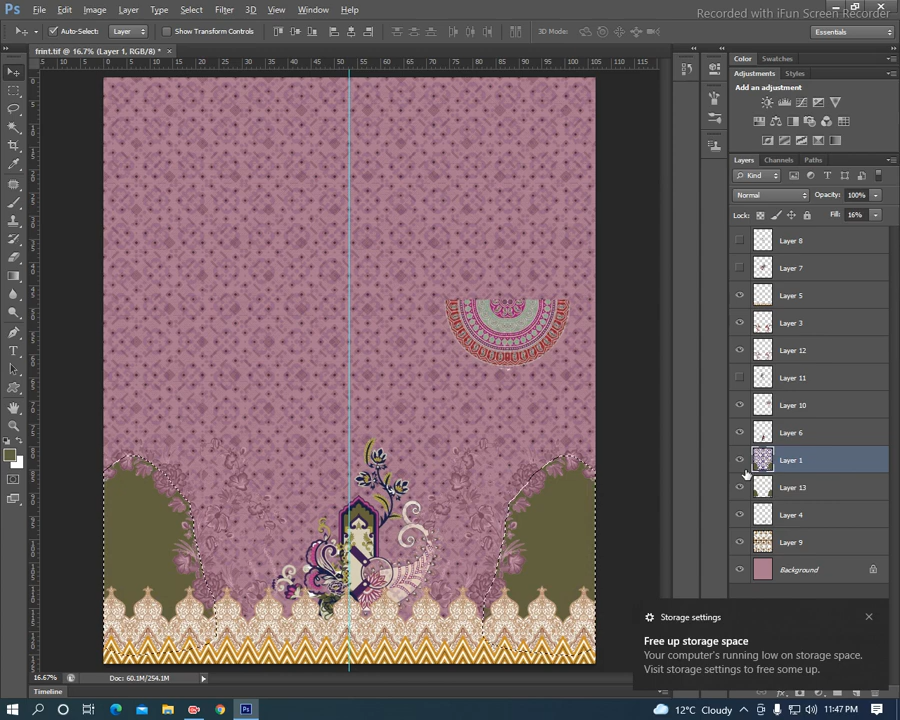 Ps File Edit Image Layer Type Select Filter 3D View Window Help
Recorded with iFun Screen Recorder
Auto-Select: Layer Show Transform Controls 3D Mode: Essentials
frint.tif @ 16.7% (Layer 1, RGB/8) * ×
Color Swatches
Adjustments Styles
Add an adjustment
Layers Channels Paths
Kind
Normal Opacity: 100%
Lock: Fill: 16%
Layer 8
Layer 7
Layer 5
Layer 3
Layer 12
Layer 11
Layer 10
Layer 6
Layer 1
Layer 13
Layer 4
Layer 9
Background
Storage settings
Free up storage space
Your computer's running low on storage space.
Visit storage settings to free some up.
16.67% Doc: 60.1M/254.1M
Timeline
12°C Cloudy 11:47 PM